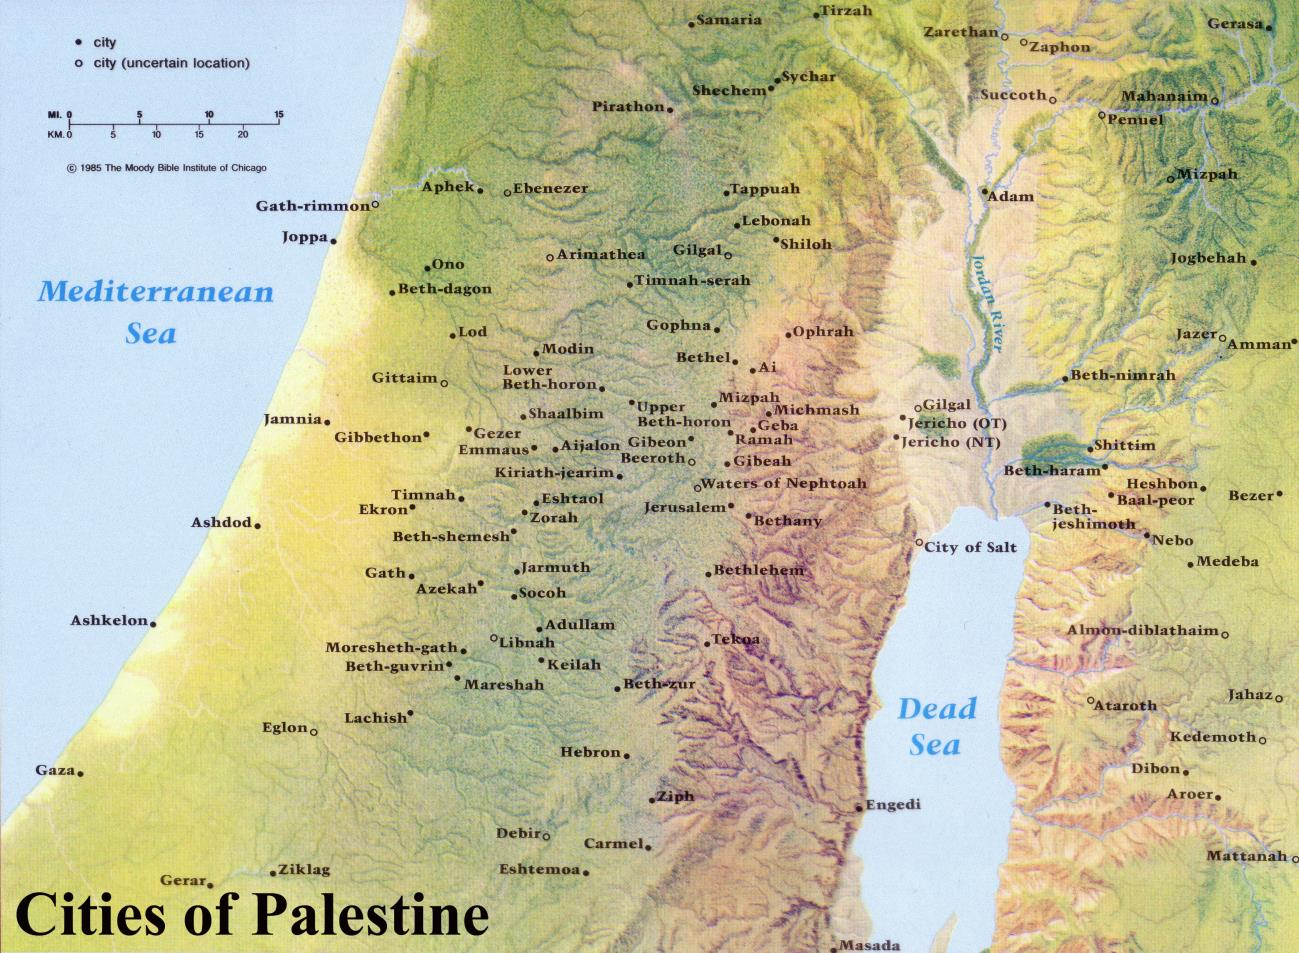 city
city (uncertain location)
MI. 0 5 10 15
KM. 0 5 10 15 20
© 1985 The Moody Bible Institute of Chicago
Samaria
Tirzah
Zarethan
Zaphon
Gerasa
Sychar
Shechem
Pirathon
Succoth
Mahanaim
Penuel
Mizpah
Aphek
Ebenezer
Tappuah
Adam
Gath-rimmon
Joppa
Lebonah
Shiloh
Gilgal
Arimathea
Ono
Beth-dagon
Timnah-serah
Jogbehah
Mediterranean
Sea
Jordan River
Lod
Gophna
Ophrah
Jazer
Amman
Modin
Bethel
Ai
Lower
Beth-horon
Gittaim
Beth-nimrah
Mizpah
Michmash
Upper
Beth-horon
Shaalbim
Gilgal
Jericho (OT)
Jericho (NT)
Jamnia
Gibbethon
Gezer
Emmaus
Aijalon
Geba
Ramah
Gibeon
Beeroth
Gibeah
Shittim
Beth-haram
Kiriath-jearim
Waters of Nephtoah
Heshbon
Baal-peor
Bezer
Timnah
Ekron
Eshtaol
Zorah
Jerusalem
Bethany
Beth-
jeshimoth
Nebo
Ashdod
Beth-shemesh
City of Salt
Medeba
Gath
Azekah
Jarmuth
Socoh
Bethlehem
Ashkelon
Adullam
Libnah
Tekoa
Almon-diblathaim
Moresheth-gath
Beth-guvrin
Keilah
Mareshah
Beth-zur
Ataroth
Jahaz
Lachish
Eglon
Dead
Sea
Kedemoth
Hebron
Gaza
Dibon
Aroer
Ziph
Engedi
Debir
Carmel
Mattanah
Eshtemoa
Ziklag
Gerar
Cities of Palestine
Masada